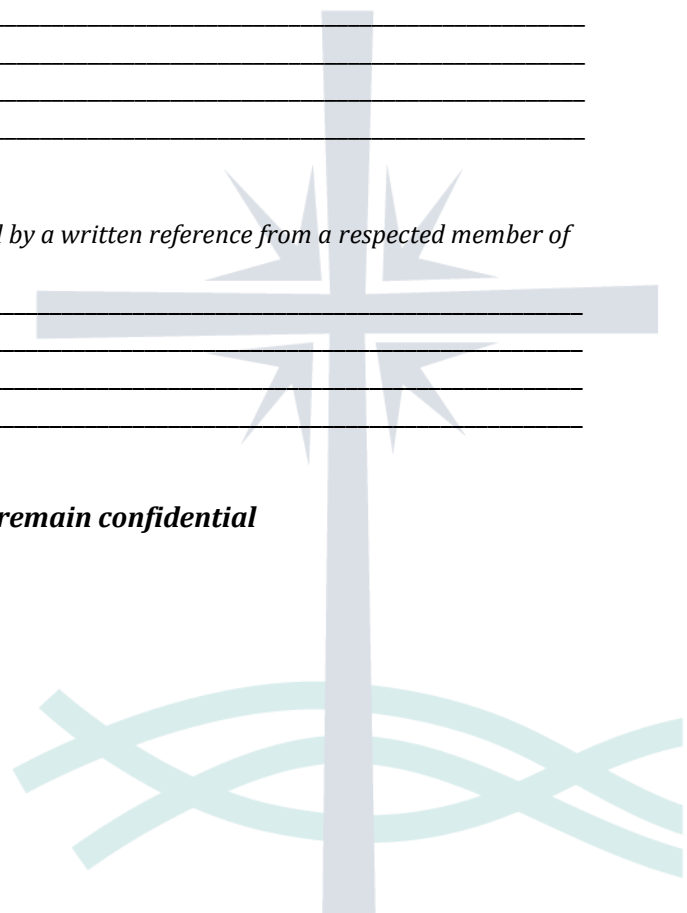 l by a written reference from a respected member of
remain confidential